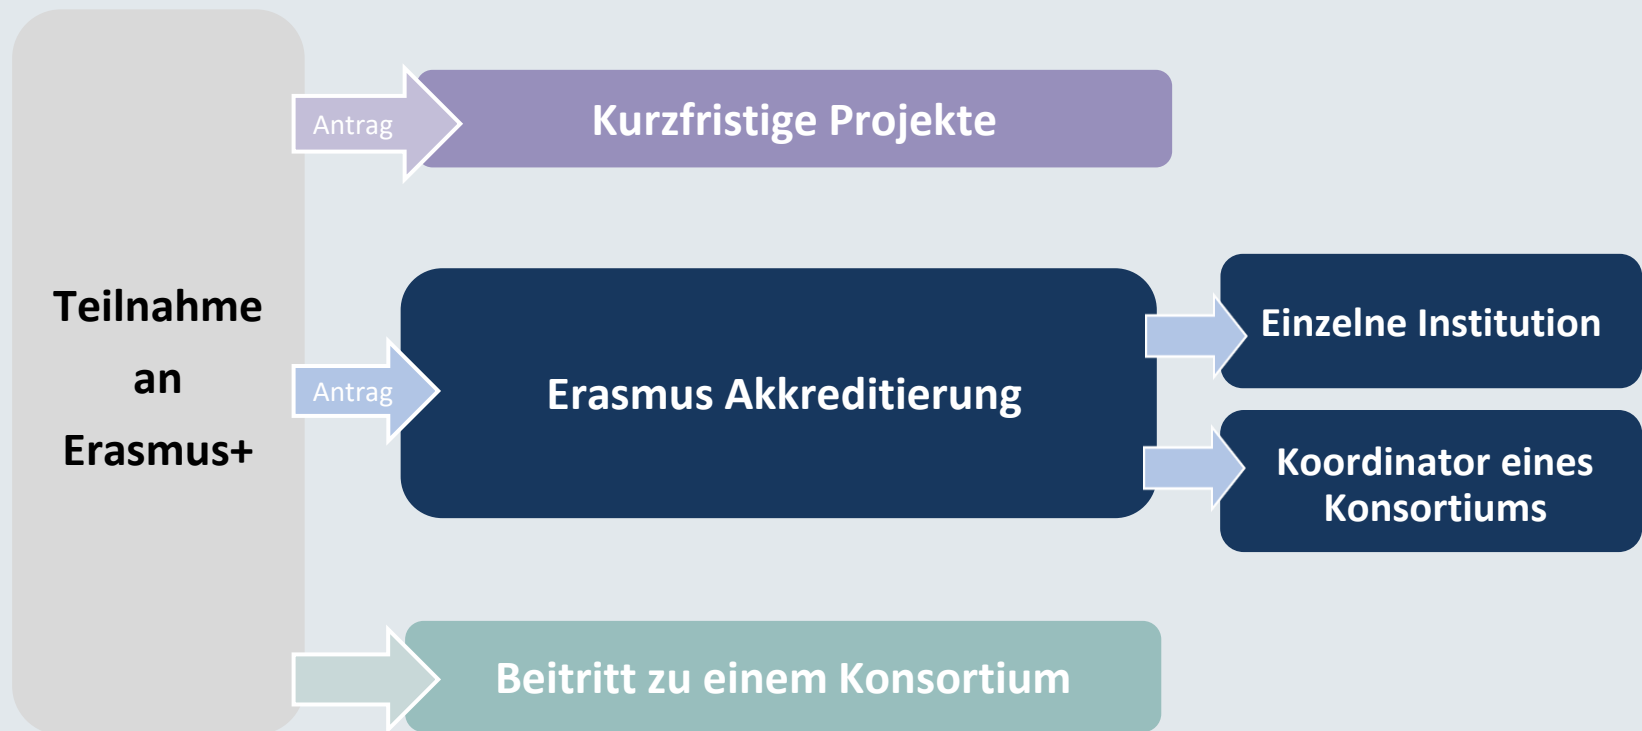 Antrag
Kurzfristige Projekte
Teilnahme
an
Erasmus+
Antrag
Erasmus Akkreditierung
Einzelne Institution
Koordinator eines
Konsortiums
Beitritt zu einem Konsortium